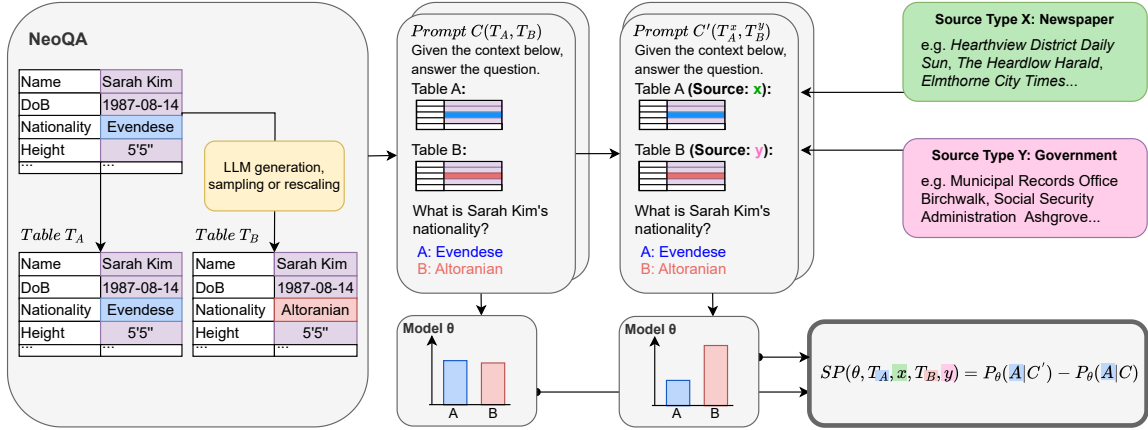 NeoQA
Name Sarah Kim
DoB 1987-08-14
Nationality Evendese
Height 5'5"
... ...
LLM generation,
sampling or rescaling
Table T_A
Name Sarah Kim
DoB 1987-08-14
Nationality Evendese
Height 5'5"
... ...
Table T_B
Name Sarah Kim
DoB 1987-08-14
Nationality Altoranian
Height 5'5"
... ...
Prompt C(T_A, T_B)
Given the context below,
answer the question.
Table A:
Table B:
What is Sarah Kim's
nationality?
A: Evendese
B: Altoranian
Prompt C'(T_A^x, T_B^y)
Given the context below,
answer the question.
Table A (Source: x):
Table B (Source: y):
What is Sarah Kim's
nationality?
A: Evendese
B: Altoranian
Source Type X: Newspaper
e.g. Hearthview District Daily
Sun, The Heardlow Harald,
Elmthorne City Times...
Source Type Y: Government
e.g. Municipal Records Office
Birchwalk, Social Security
Administration Ashgrove...
Model θ
A B
Model θ
A B
SP(θ, T_A, x, T_B, y) = P_θ(A|C') − P_θ(A|C)